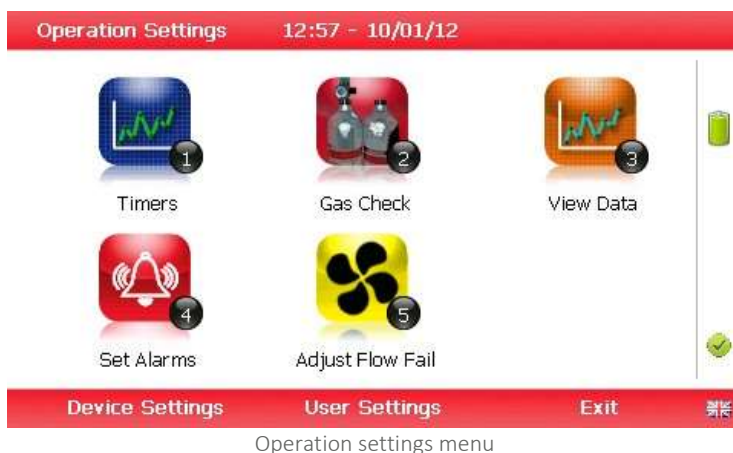 Operation Settings 12:57 - 10/01/12
1 2 3
Timers Gas Check View Data
4 5
Set Alarms Adjust Flow Fail
Device Settings User Settings Exit
Operation settings menu